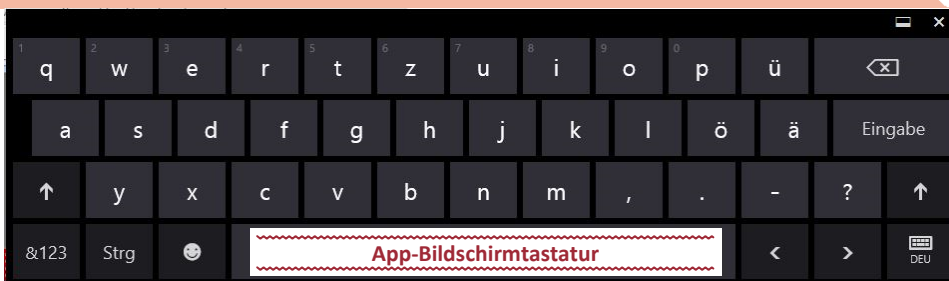 1 q 2 w 3 e 4 r 5 t 6 z 7 u 8 i 9 o 0 p ü
a s d f g h j k l ö ä Eingabe
y x c v b n m , . - ?
&123 Strg App-Bildschirmtastatur < > DEU